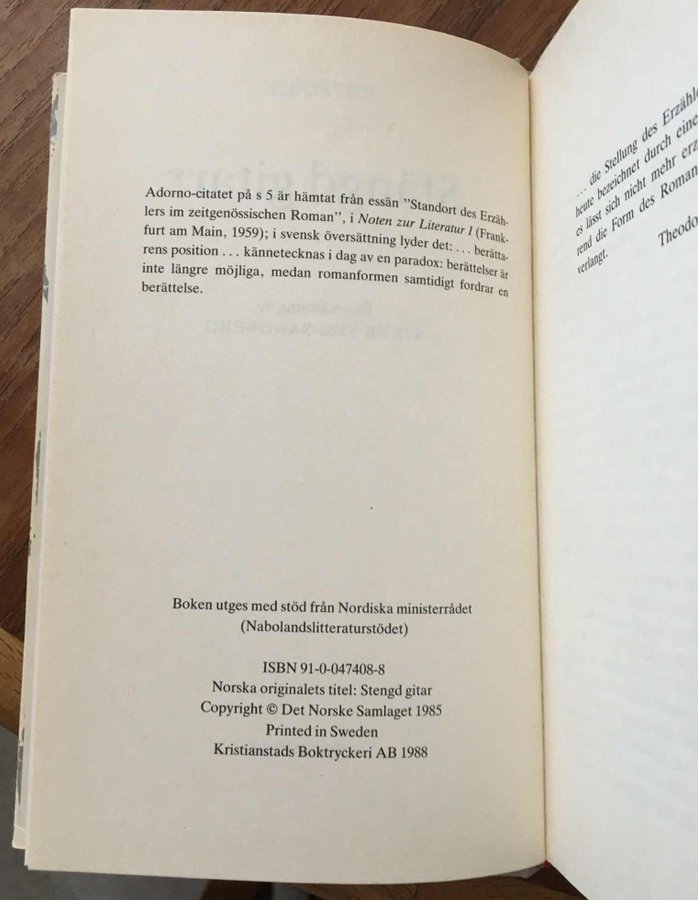 Adorno-citatet på s 5 är hämtat från essän "Standort des Erzäh-
lers im zeitgenössischen Roman", i Noten zur Literatur I (Frank-
furt am Main, 1959); i svensk översättning lyder det: ... berätta-
rens position ... kännetecknas i dag av en paradox: berättelser är
inte längre möjliga, medan romanformen samtidigt fordrar en
berättelse.
Boken utges med stöd från Nordiska ministerrådet
(Nabolandslitteraturstödet)
ISBN 91-0-047408-8
Norska originalets titel: Stengd gitar
Copyright © Det Norske Samlaget 1985
Printed in Sweden
Kristianstads Boktryckeri AB 1988
... die Stellung des Erzähle
heute bezeichnet durch eine
es lässt sich nicht mehr erz
rend die Form des Roman
verlangt.
Theodo